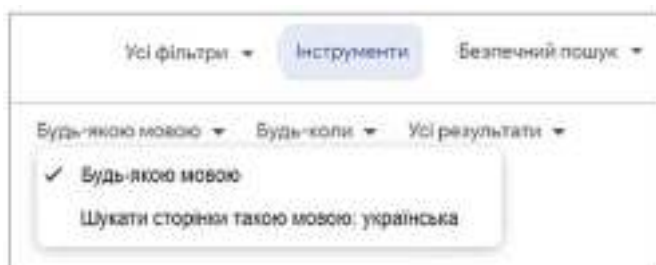 Усі фільтри Інструменти Безпечний пошук
Будь-якою мовою Будь-коли Усі результати
Будь-якою мовою
Шукати сторінки такою мовою: українська